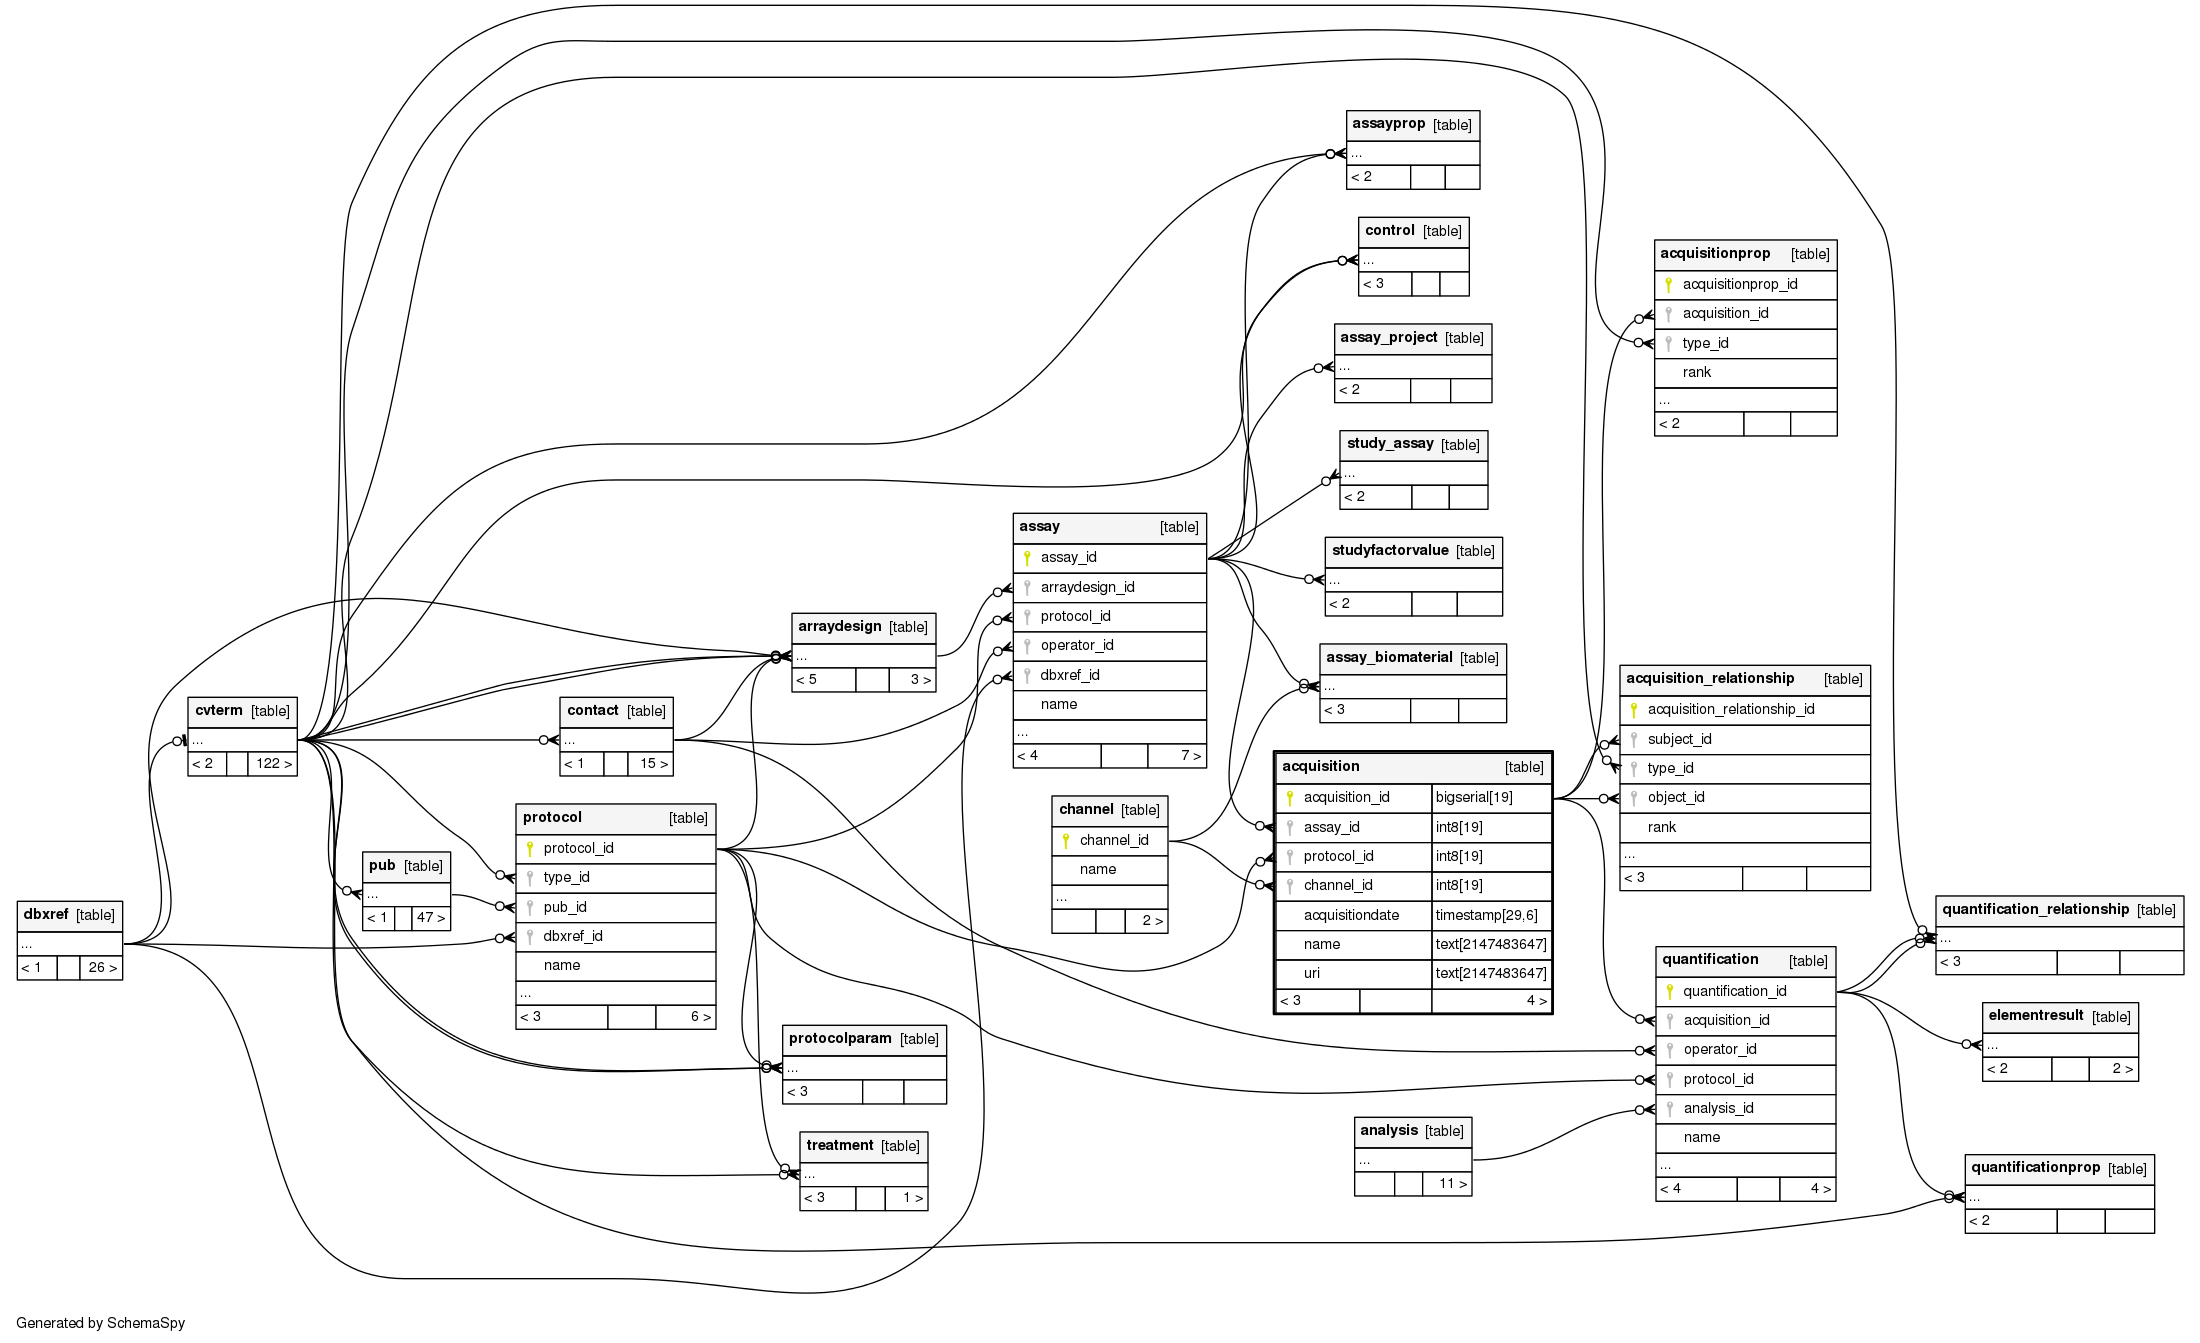 assayprop [table]
...
< 2
control [table]
...
< 3
acquisitionprop [table]
acquisitionprop_id
acquisition_id
type_id
rank
...
< 2
assay_project [table]
...
< 2
study_assay [table]
...
< 2
assay [table]
assay_id
arraydesign_id
protocol_id
operator_id
dbxref_id
name
...
< 4 7 >
studyfactorvalue [table]
...
< 2
arraydesign [table]
...
< 5 3 >
assay_biomaterial [table]
...
< 3
acquisition_relationship [table]
acquisition_relationship_id
subject_id
type_id
object_id
rank
...
< 3
cvterm [table]
...
< 2 122 >
contact [table]
...
< 1 15 >
acquisition [table]
acquisition_id bigserial[19]
assay_id int8[19]
protocol_id int8[19]
channel_id int8[19]
acquisitiondate timestamp[29,6]
name text[2147483647]
uri text[2147483647]
< 3 4 >
channel [table]
channel_id
name
...
2 >
protocol [table]
protocol_id
type_id
pub_id
dbxref_id
name
...
< 3 6 >
pub [table]
...
< 1 47 >
dbxref [table]
...
< 1 26 >
quantification_relationship [table]
...
< 3
quantification [table]
quantification_id
acquisition_id
operator_id
protocol_id
analysis_id
name
...
< 4 4 >
elementresult [table]
...
< 2 2 >
protocolparam [table]
...
< 3
analysis [table]
...
11 >
treatment [table]
...
< 3 1 >
quantificationprop [table]
...
< 2
Generated by SchemaSpy